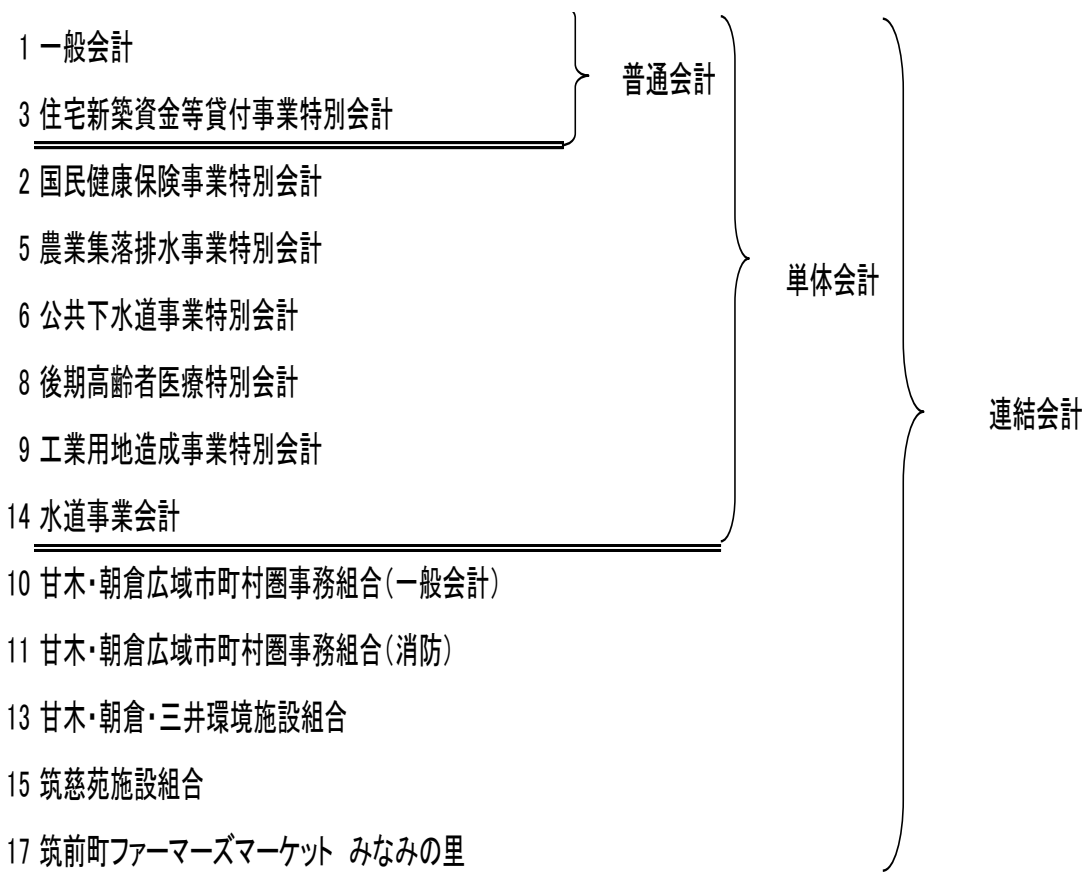 1 一般会計
普通会計
3 住宅新築資金等貸付事業特別会計
2 国民健康保険事業特別会計
5 農業集落排水事業特別会計
単体会計
6 公共下水道事業特別会計
8 後期高齢者医療特別会計
連結会計
9 工業用地造成事業特別会計
14 水道事業会計
10 甘木・朝倉広域市町村圏事務組合(一般会計)
11 甘木・朝倉広域市町村圏事務組合(消防)
13 甘木・朝倉・三井環境施設組合
15 筑慈苑施設組合
17 筑前町ファーマーズマーケット みなみの里